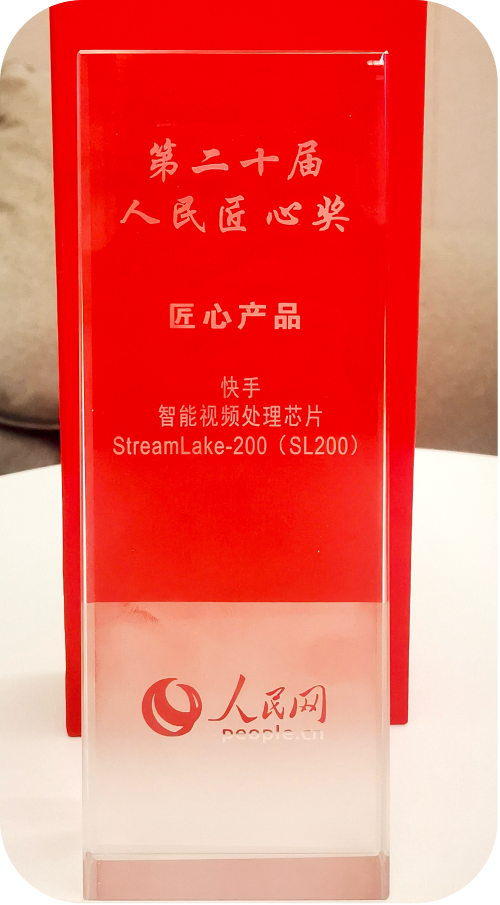 第二十届
人民匠心奖
匠心产品
快手
智能视频处理芯片
StreamLake-200（SL200）
人民网
people.cn